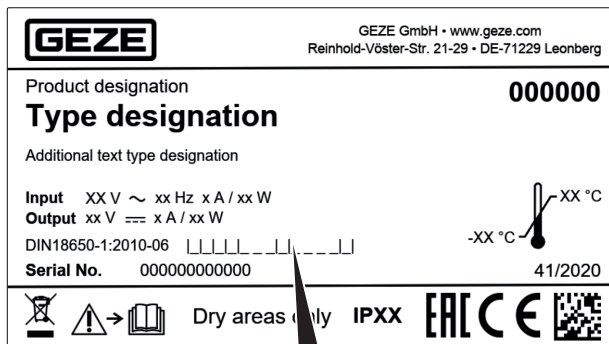 GEZE
GEZE GmbH • www.geze.com
Reinhold-Vöster-Str. 21-29 • DE-71229 Leonberg
Product designation
000000
Type designation
Additional text type designation
Input XX V ~ xx Hz x A / xx W
Output xx V ⎓ x A / xx W
XX °C
-XX °C
DIN18650-1:2010-06 |_|_|_|_|_ _ _|_|_ _ _ _|_|
Serial No. 000000000000
41/2020
Dry areas only IPXX EAC CE